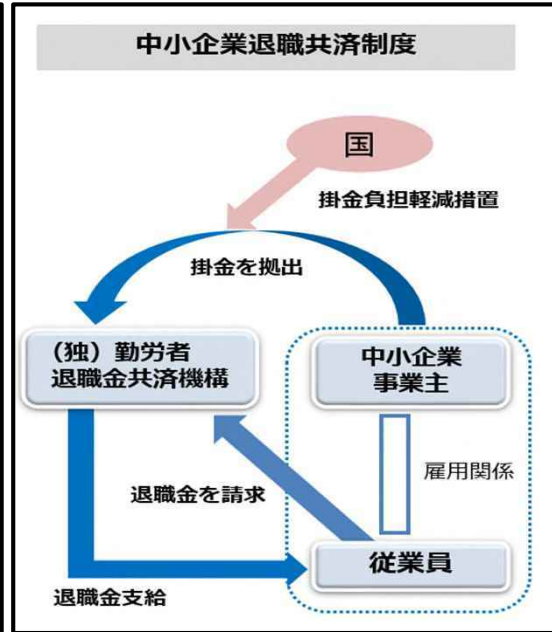 中小企業退職共済制度
国
掛金負担軽減措置
掛金を拠出
（独）勤労者
退職金共済機構
中小企業
事業主
雇用関係
退職金を請求
従業員
退職金支給